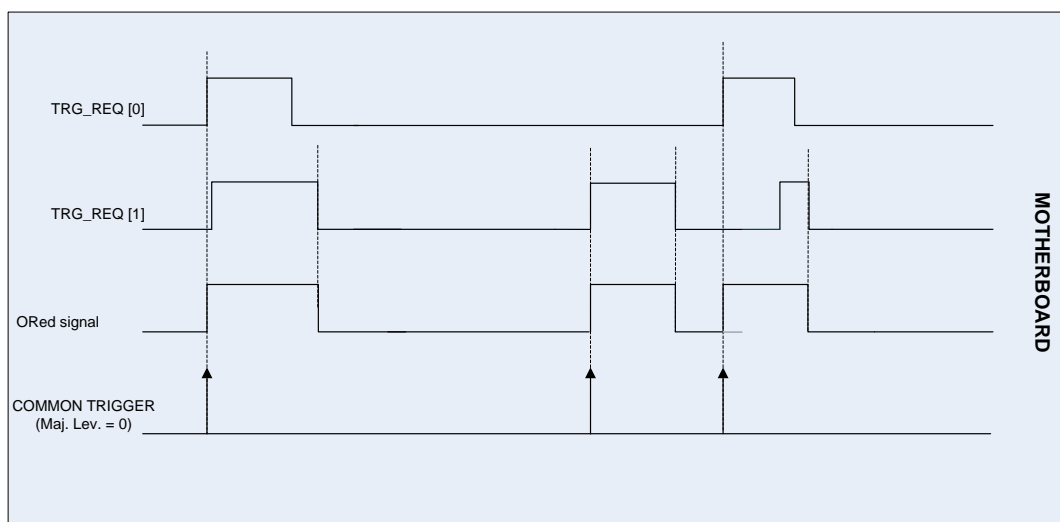 TRG_REQ [0]
TRG_REQ [1]
ORed signal
COMMON TRIGGER
(Maj. Lev. = 0)
MOTHERBOARD